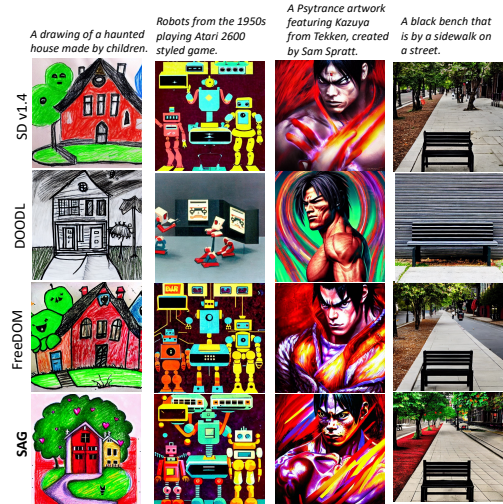 A drawing of a haunted
house made by children.
Robots from the 1950s
playing Atari 2600
styled game.
A Psytrance artwork
featuring Kazuya
from Tekken, created
by Sam Spratt.
A black bench that
is by a sidewalk on
a street.
SD v1.4
DOODL
FreeDOM
SAG